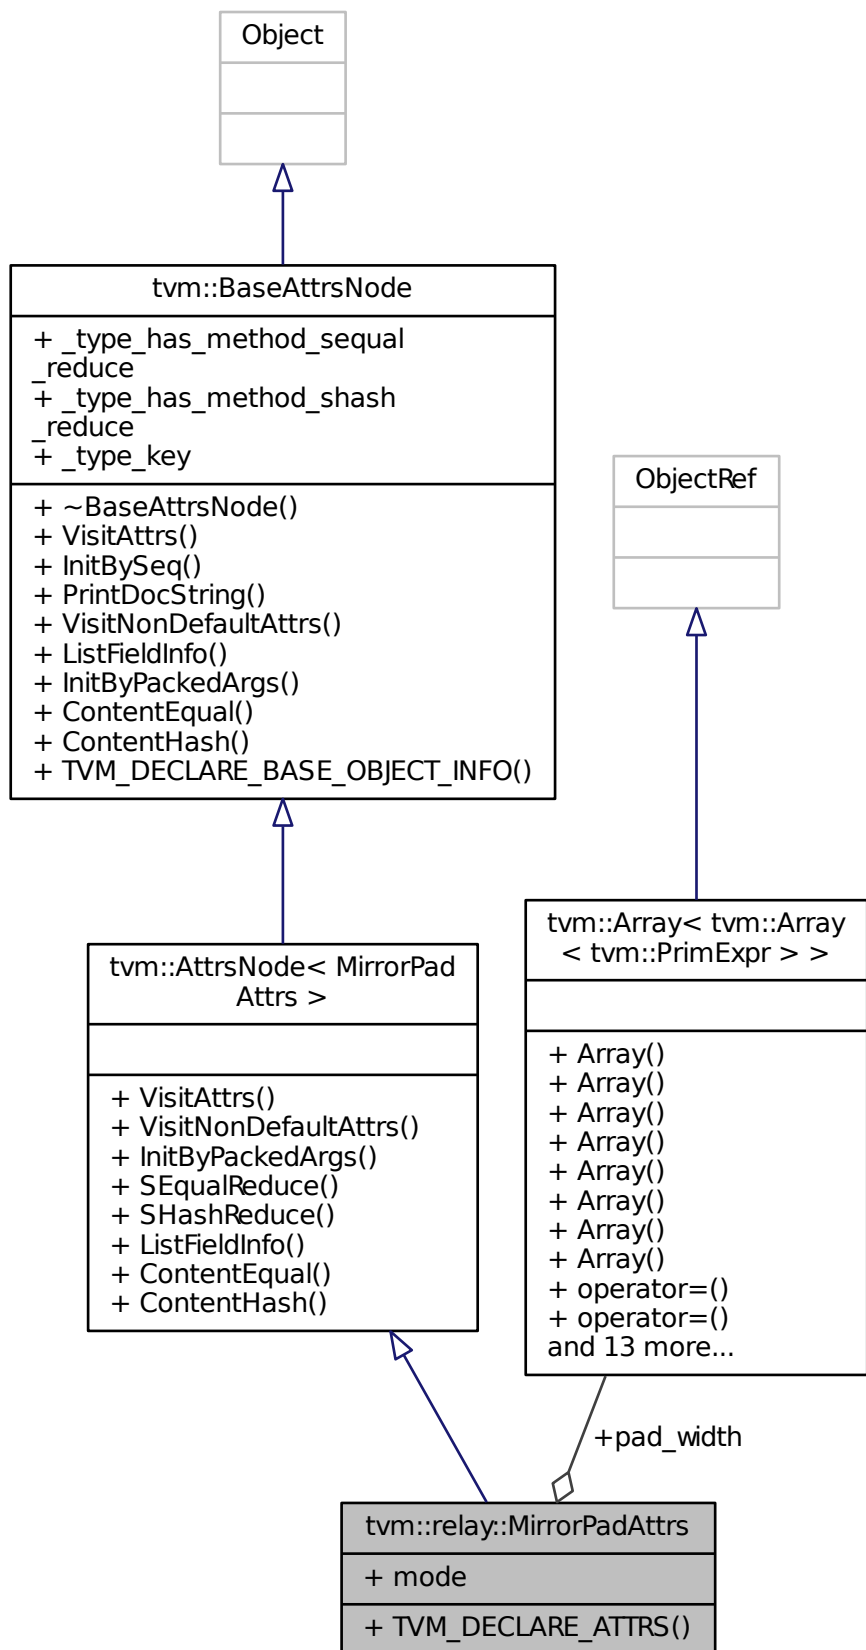 Object
tvm::BaseAttrsNode
+ _type_has_method_sequal
_reduce
+ _type_has_method_shash
_reduce
+ _type_key
+ ~BaseAttrsNode()
+ VisitAttrs()
+ InitBySeq()
+ PrintDocString()
+ VisitNonDefaultAttrs()
+ ListFieldInfo()
+ InitByPackedArgs()
+ ContentEqual()
+ ContentHash()
+ TVM_DECLARE_BASE_OBJECT_INFO()
ObjectRef
tvm::AttrsNode< MirrorPad
Attrs >
+ VisitAttrs()
+ VisitNonDefaultAttrs()
+ InitByPackedArgs()
+ SEqualReduce()
+ SHashReduce()
+ ListFieldInfo()
+ ContentEqual()
+ ContentHash()
tvm::Array< tvm::Array
< tvm::PrimExpr > >
+ Array()
+ Array()
+ Array()
+ Array()
+ Array()
+ Array()
+ Array()
+ Array()
+ operator=()
+ operator=()
and 13 more...
+pad_width
tvm::relay::MirrorPadAttrs
+ mode
+ TVM_DECLARE_ATTRS()